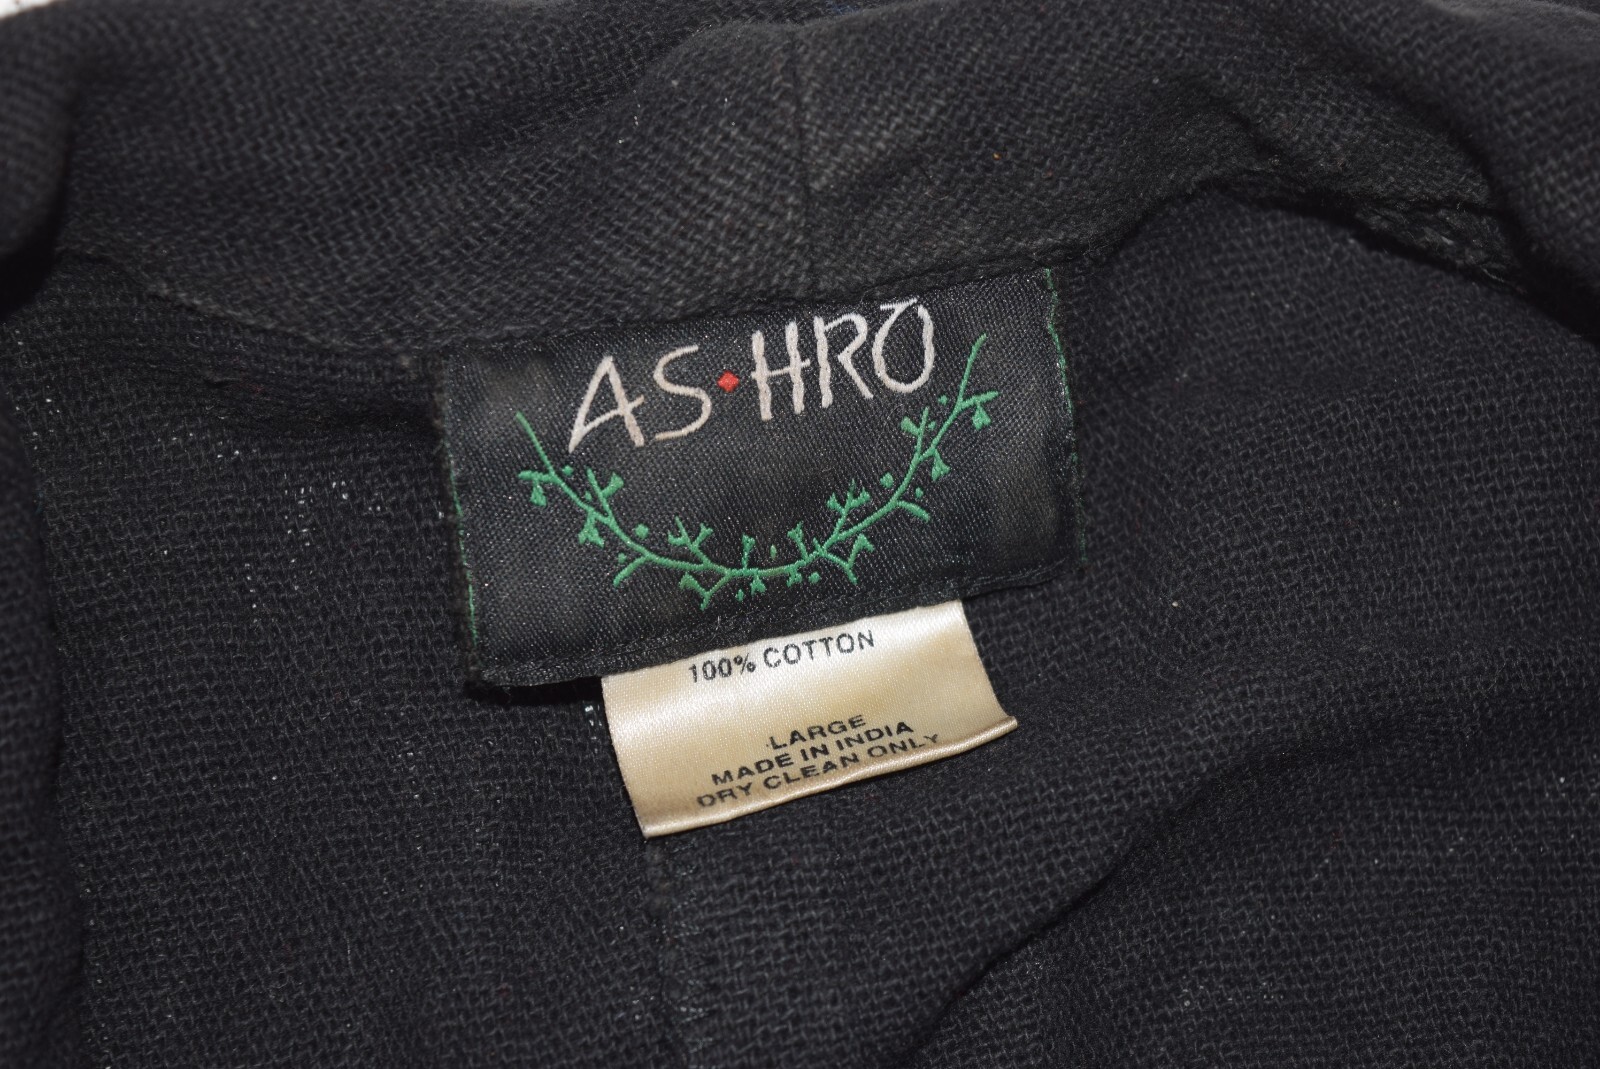 AS·HRO
100% COTTON
LARGE
MADE IN INDIA
DRY CLEAN ONLY